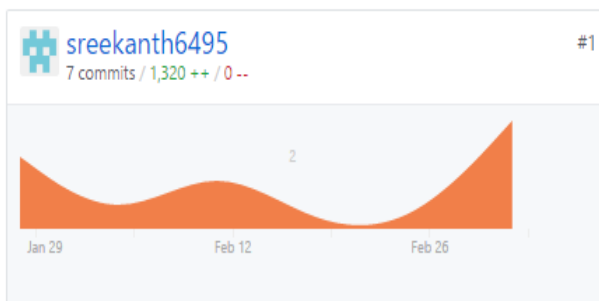 sreekanth6495
#1
7 commits / 1,320 ++ / 0 --
2
Jan 29 Feb 12 Feb 26